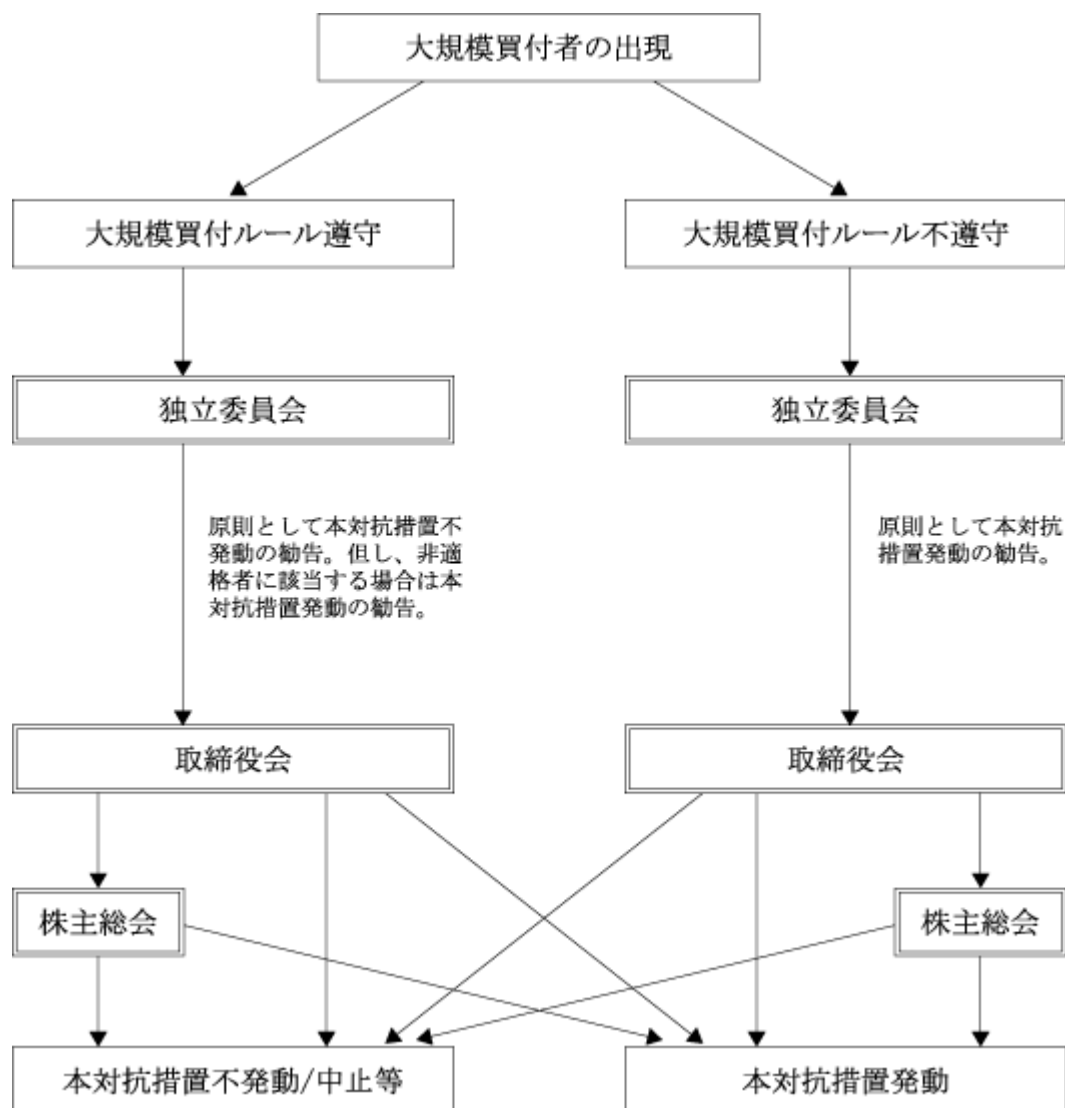 大規模買付者の出現
大規模買付ルール遵守
大規模買付ルール不遵守
独立委員会
独立委員会
原則として本対抗措置不
発動の勧告。但し、非適
格者に該当する場合は本
対抗措置発動の勧告。
原則として本対抗
措置発動の勧告。
取締役会
取締役会
株主総会
株主総会
本対抗措置不発動/中止等
本対抗措置発動